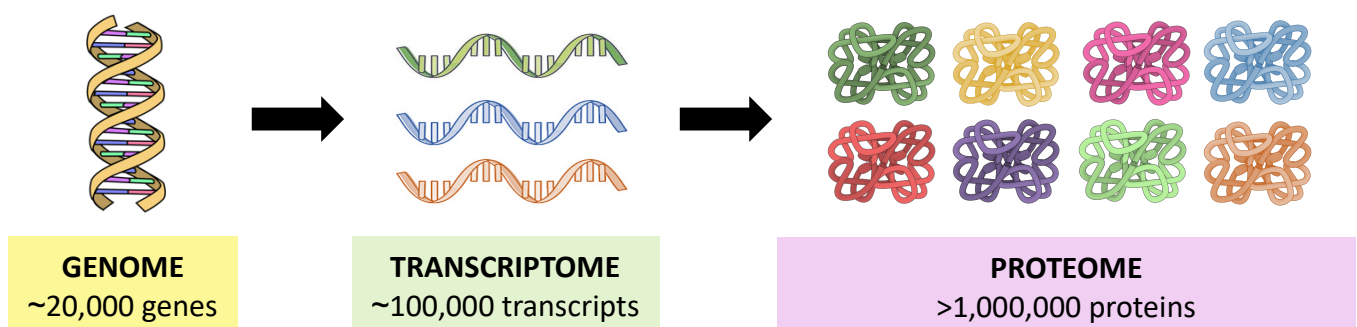 GENOME
~20,000 genes
TRANSCRIPTOME
~100,000 transcripts
PROTEOME
>1,000,000 proteins